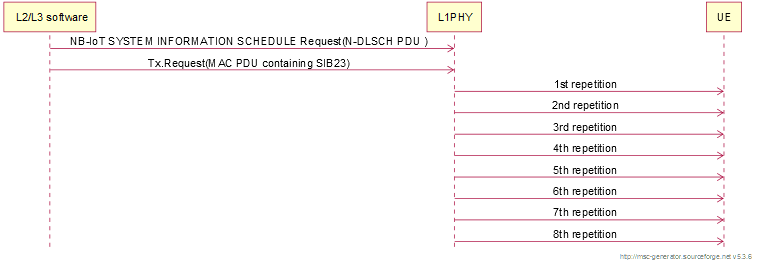 L2/L3 software
L1PHY
UE
NB-IoT SYSTEM INFORMATION SCHEDULE Request(N-DLSCH PDU )
Tx.Request(MAC PDU containing SIB23)
1st repetition
2nd repetition
3rd repetition
4th repetition
5th repetition
6th repetition
7th repetition
8th repetition
http://msc-generator.sourceforge.net v5.3.6